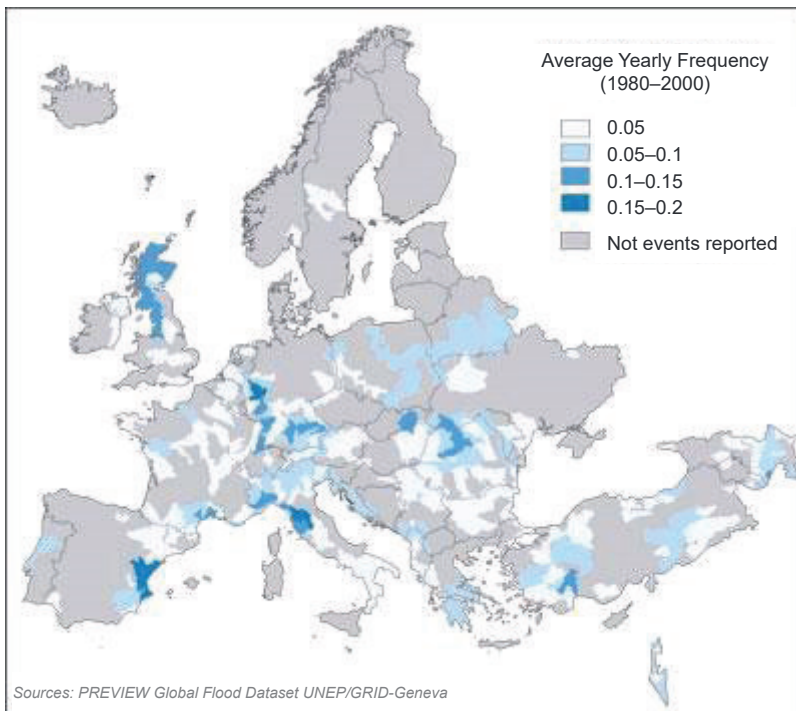 Average Yearly Frequency
(1980–2000)
0.05
0.05–0.1
0.1–0.15
0.15–0.2
Not events reported
Sources: PREVIEW Global Flood Dataset UNEP/GRID-Geneva